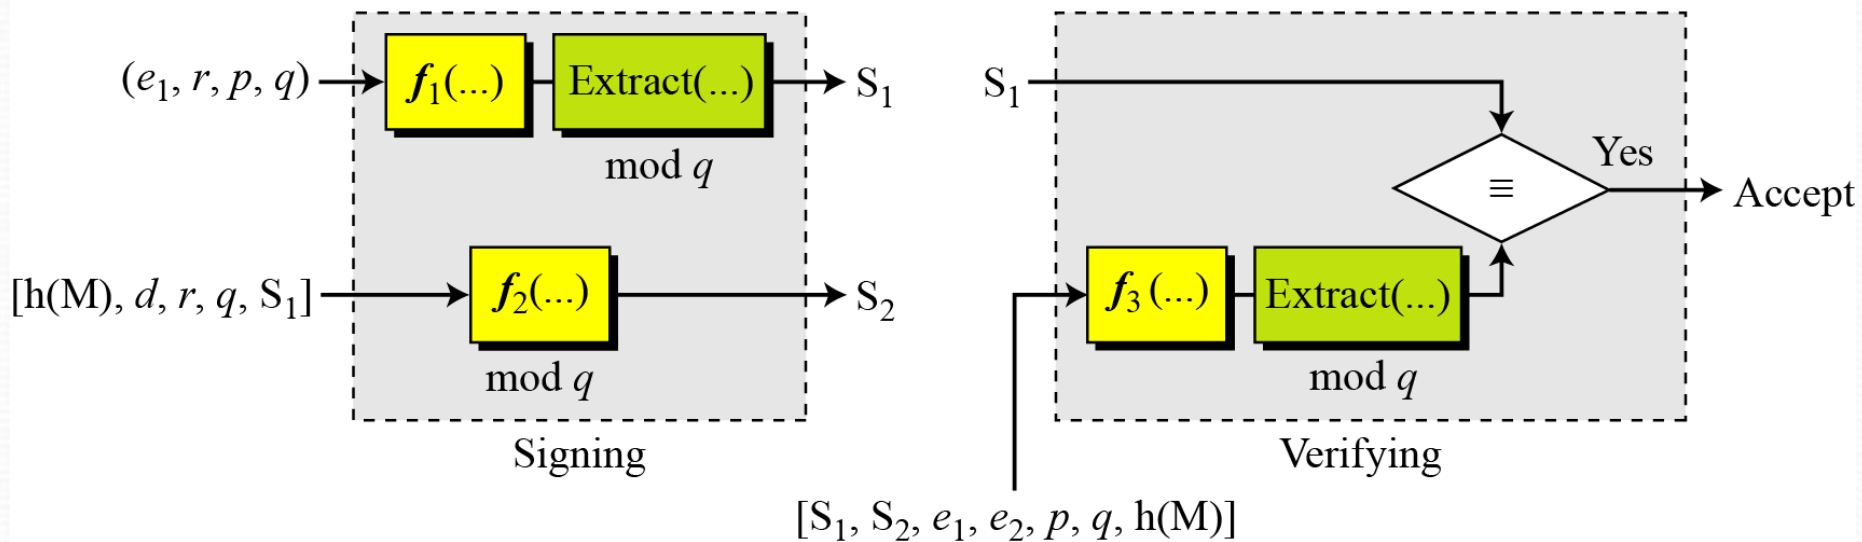 (e₁, r, p, q) f₁(...) Extract(...) S₁
mod q
[h(M), d, r, q, S₁] f₂(...) S₂
mod q
Signing
S₁
≡ Yes Accept
f₃ (...) Extract(...)
mod q
Verifying
[S₁, S₂, e₁, e₂, p, q, h(M)]